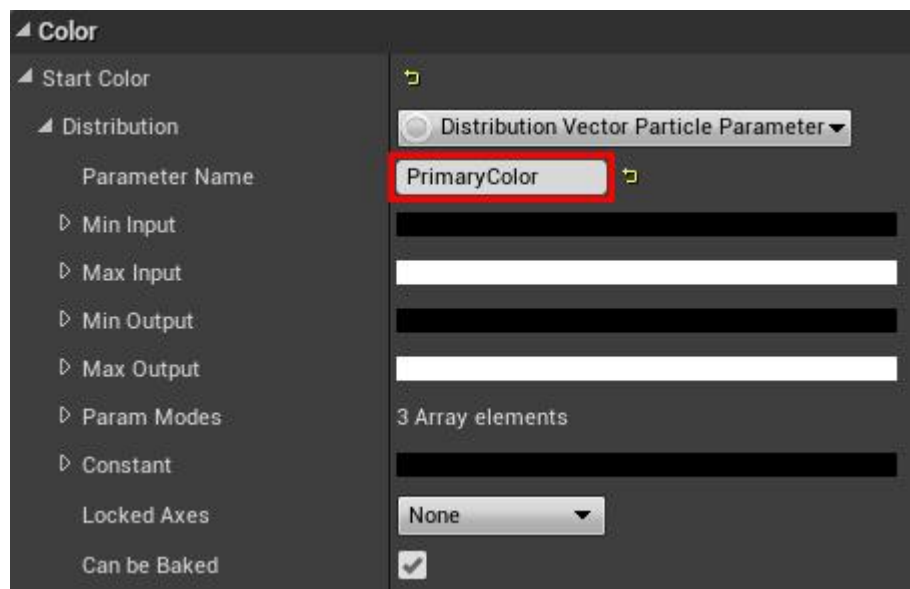 Color
Start Color
Distribution Distribution Vector Particle Parameter
Parameter Name PrimaryColor
Min Input
Max Input
Min Output
Max Output
Param Modes 3 Array elements
Constant
Locked Axes None
Can be Baked